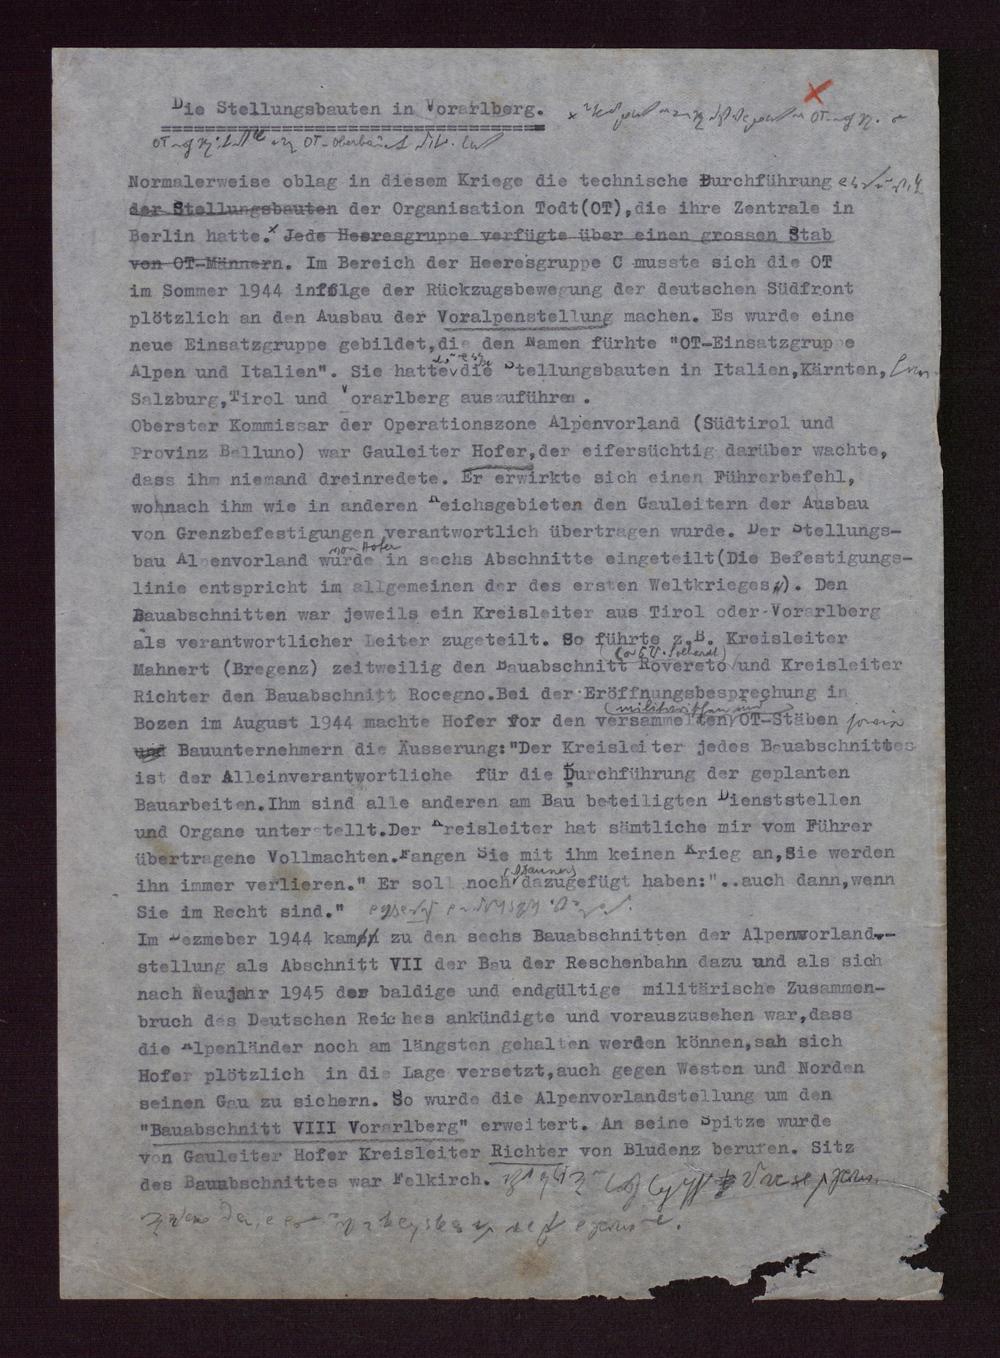 Die Stellungsbauten in Vorarlberg.
Normalerweise oblag in diesem Kriege die technische Durchführung
der Stellungsbauten der Organisation Todt(OT),die ihre Zentrale in
Berlin hatte.x Jede Heeresgruppe verfügte über einen grossen Stab
von OT-Männern. Im Bereich der Heeresgruppe C musste sich die OT
im Sommer 1944 infolge der Rückzugsbewegung der deutschen Südfront
plötzlich an den Ausbau der Voralpenstellung machen. Es wurde eine
neue Einsatzgruppe gebildet,die den Namen fürhte "OT-Einsatzgruppe
Alpen und Italien". Sie hatte die Stellungsbauten in Italien,Kärnten,
Salzburg,Tirol und Vorarlberg auszuführen.
Oberster Kommissar der Operationszone Alpenvorland (Südtirol und
Provinz Belluno) war Gauleiter Hofer,der eifersüchtig darüber wachte,
dass ihm niemand dreinredete. Er erwirkte sich einen Führerbefehl,
wohnach ihm wie in anderen Reichsgebieten den Gauleitern der Ausbau
von Grenzbefestigungen verantwortlich übertragen wurde. Der Stellungs-
von Hofer
bau Alpenvorland wurde in sechs Abschnitte eingeteilt(Die Befestigungs-
linie entspricht im allgemeinen der des ersten Weltkrieges). Den
Bauabschnitten war jeweils ein Kreisleiter aus Tirol oder Vorarlberg
als verantwortlicher Leiter zugeteilt. So führte z.B. Kreisleiter
Mahnert (Bregenz) zeitweilig den Bauabschnitt Rovereto und Kreisleiter
Richter den Bauabschnitt Rocegno.Bei der Eröffnungsbesprechung in
(militärischen und
Bozen im August 1944 machte Hofer vor den versammelten OT-Stäben sowie
und Bauunternehmern die Äusserung:"Der Kreisleiter jedes Bauabschnittes
ist der Alleinverantwortliche für die Durchführung der geplanten
Bauarbeiten.Ihm sind alle anderen am Bau beteiligten Dienststellen
und Organe unterstellt.Der Kreisleiter hat sämtliche mir vom Führer
übertragene Vollmachten.Fangen Sie mit ihm keinen Krieg an,Sie werden
ihn immer verlieren." Er soll noch dazugefügt haben:"..auch dann,wenn
Sie im Recht sind."
Im Dezmeber 1944 kam zu den sechs Bauabschnitten der Alpenvorland-
stellung als Abschnitt VII der Bau der Reschenbahn dazu und als sich
nach Neujahr 1945 der baldige und endgültige militärische Zusammen-
bruch des Deutschen Reiches ankündigte und vorauszusehen war,dass
die Alpenländer noch am längsten gehalten werden können,sah sich
Hofer plötzlich in die Lage versetzt,auch gegen Westen und Norden
seinen Gau zu sichern. So wurde die Alpenvorlandstellung um den
"Bauabschnitt VIII Vorarlberg" erweitert. An seine Spitze wurde
von Gauleiter Hofer Kreisleiter Richter von Bludenz berufen. Sitz
des Bauabschnittes war Felkirch.